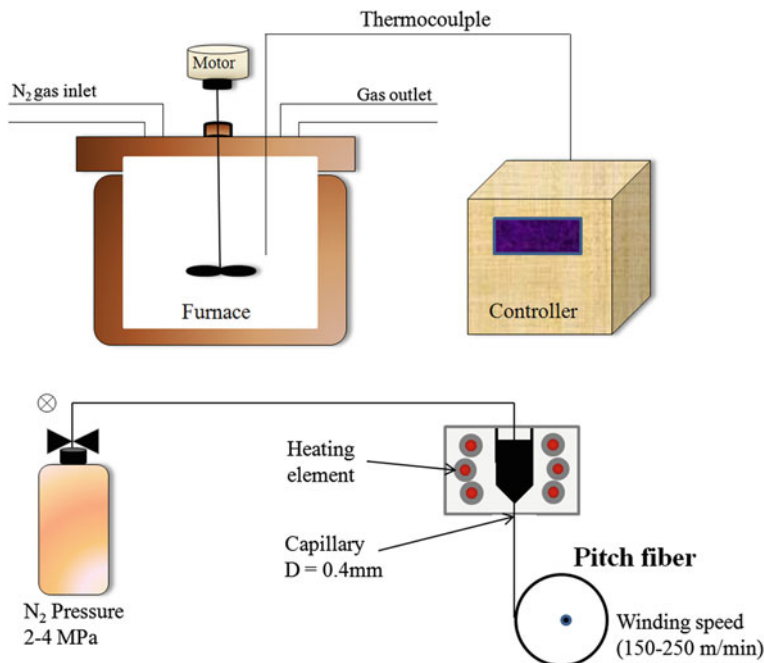 Thermocoulple
Motor
N₂ gas inlet
Gas outlet
Furnace
Controller
Heating
element
Capillary
D = 0.4mm
Pitch fiber
N₂ Pressure
2-4 MPa
Winding speed
(150-250 m/min)